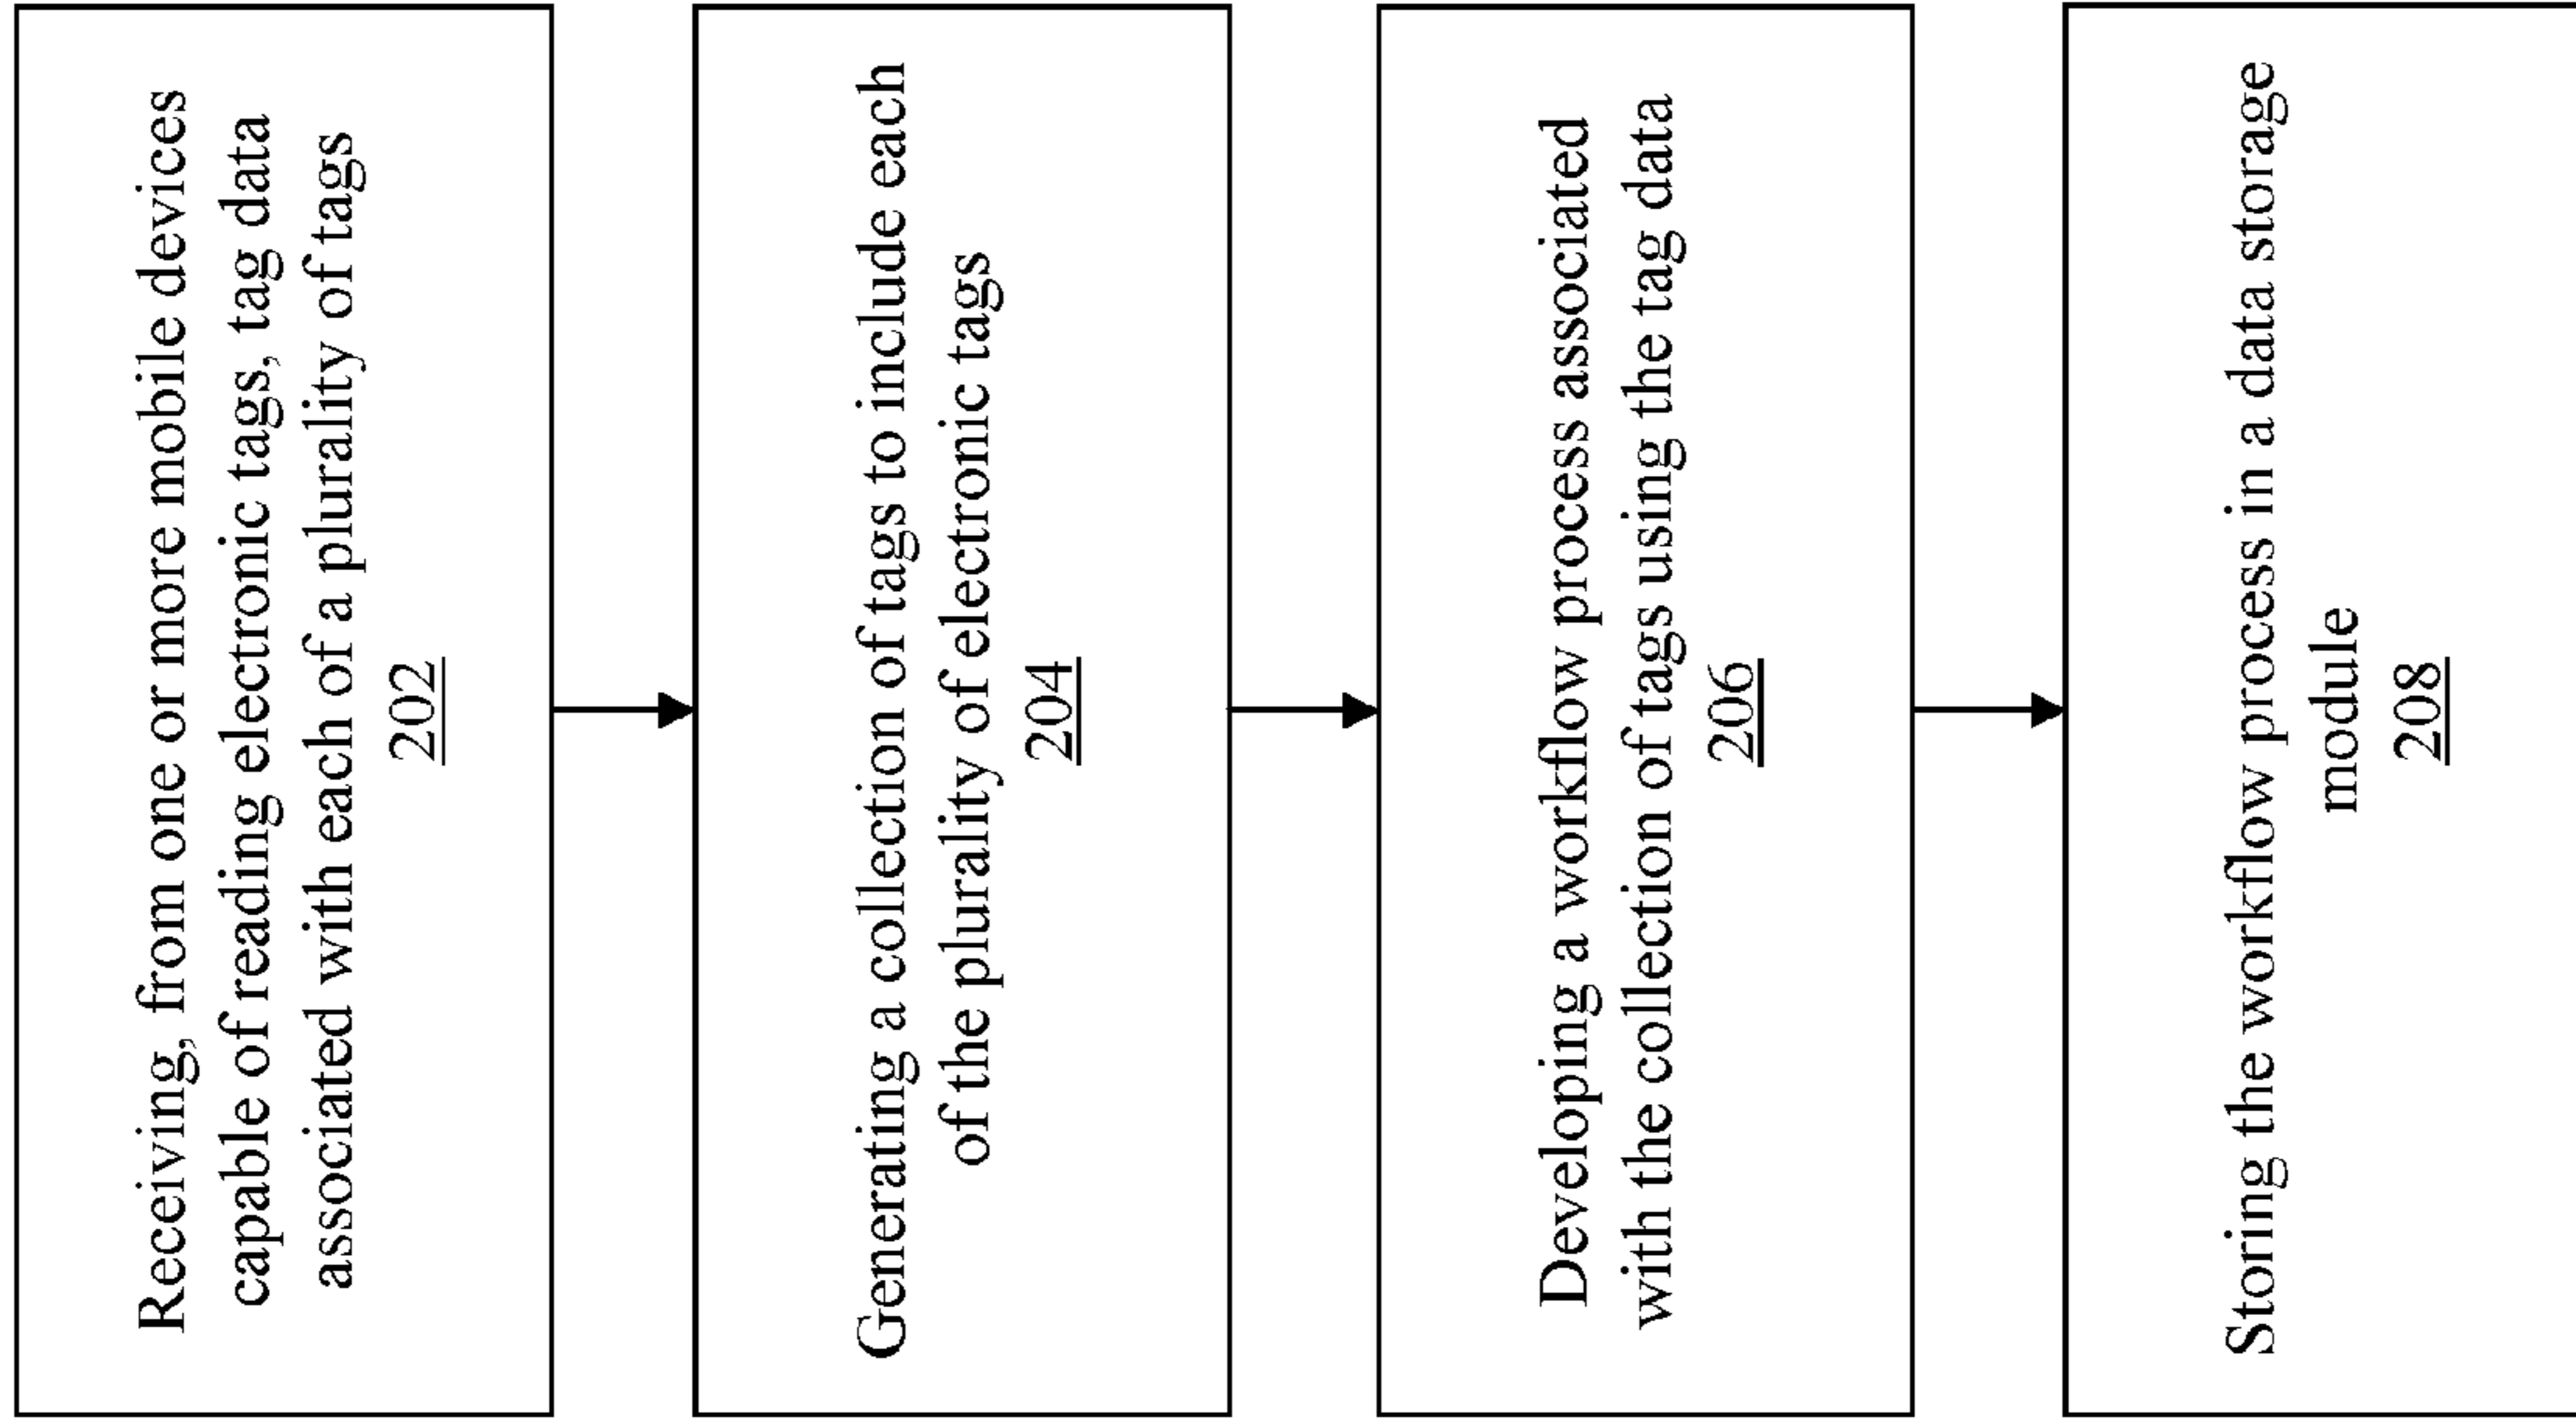 Receiving, from one or more mobile devices
capable of reading electronic tags, tag data
associated with each of a plurality of tags
202
Generating a collection of tags to include each
of the plurality of electronic tags
204
Developing a workflow process associated
with the collection of tags using the tag data
206
Storing the workflow process in a data storage
module
208